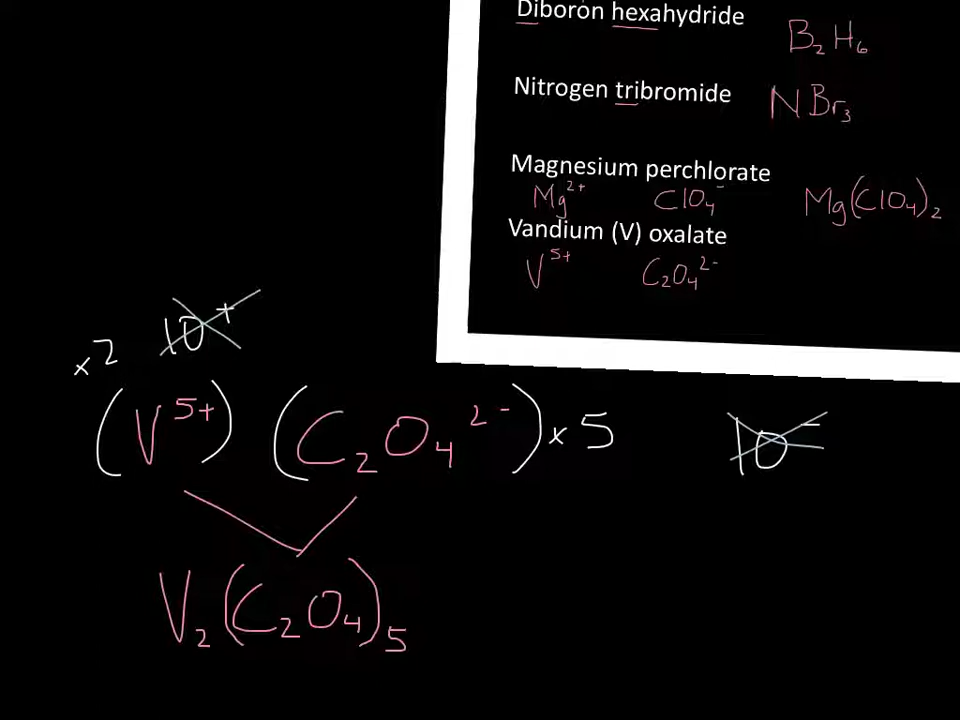 Diboron hexahydride B₂H₆
Nitrogen tribromide NBr₃
Magnesium perchlorate
Mg²⁺ ClO₄⁻ Mg(ClO₄)₂
Vandium (V) oxalate
V⁵⁺ C₂O₄²⁻
x2 10⁺
(V⁵⁺) (C₂O₄²⁻) x 5 10⁻
V₂(C₂O₄)₅